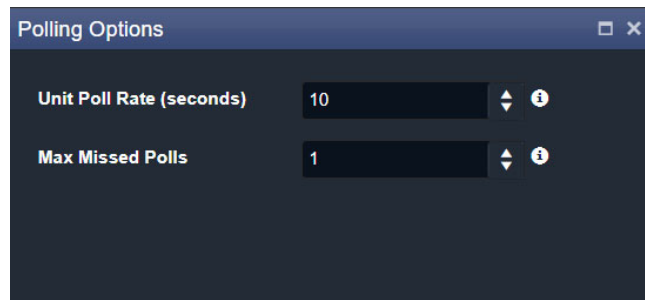 Polling Options
Unit Poll Rate (seconds) 10
Max Missed Polls 1